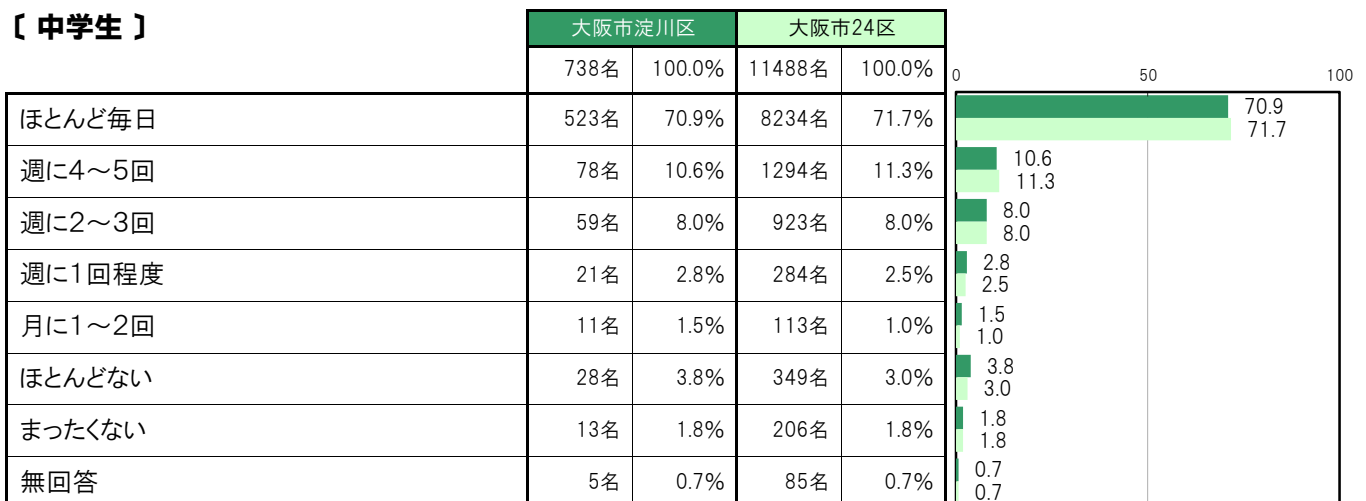 〔 中学生 〕
大阪市淀川区 大阪市24区
738名 100.0% 11488名 100.0%
0 50 100
ほとんど毎日 523名 70.9% 8234名 71.7%
70.9
71.7
週に4～5回 78名 10.6% 1294名 11.3%
10.6
11.3
週に2～3回 59名 8.0% 923名 8.0%
8.0
8.0
週に1回程度 21名 2.8% 284名 2.5%
2.8
2.5
月に1～2回 11名 1.5% 113名 1.0%
1.5
1.0
ほとんどない 28名 3.8% 349名 3.0%
3.8
3.0
まったくない 13名 1.8% 206名 1.8%
1.8
1.8
無回答 5名 0.7% 85名 0.7%
0.7
0.7